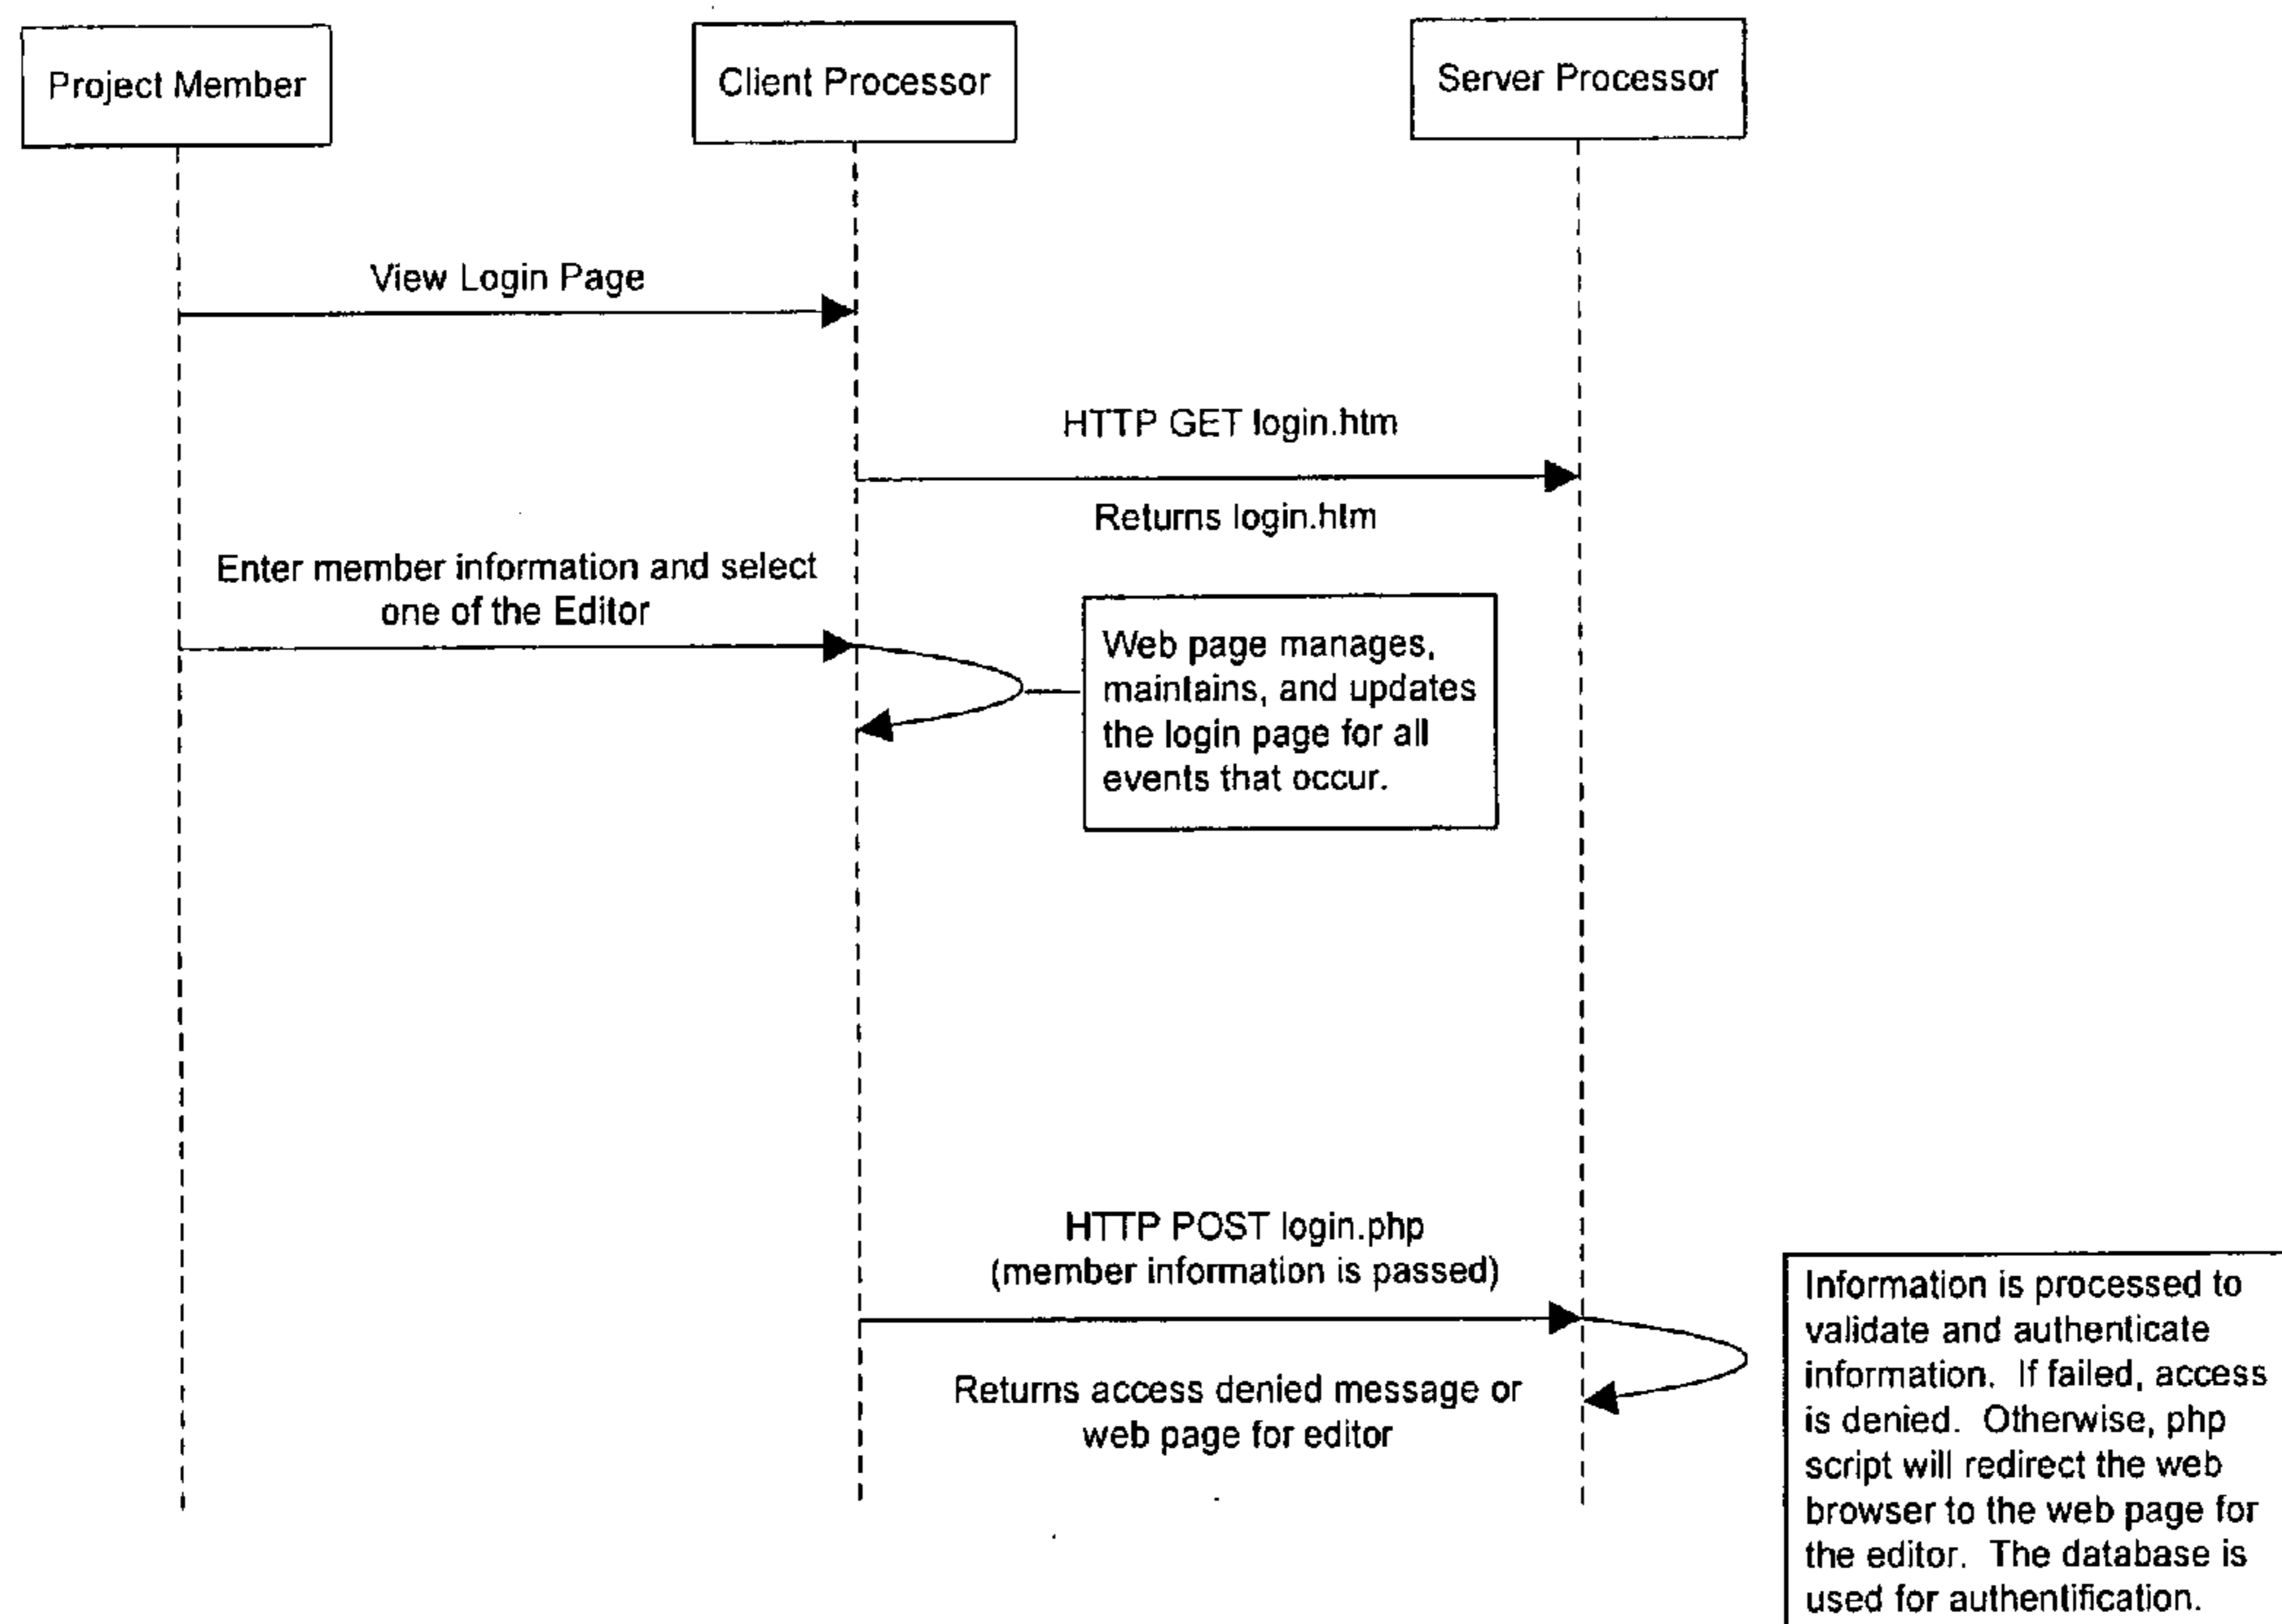 Project Member
Client Processor
Server Processor
View Login Page
HTTP GET login.htm
Returns login.htm
Enter member information and select
one of the Editor
Web page manages,
maintains, and updates
the login page for all
events that occur.
HTTP POST login.php
(member information is passed)
Returns access denied message or
web page for editor
Information is processed to
validate and authenticate
information. If failed, access
is denied. Otherwise, php
script will redirect the web
browser to the web page for
the editor. The database is
used for authentification.